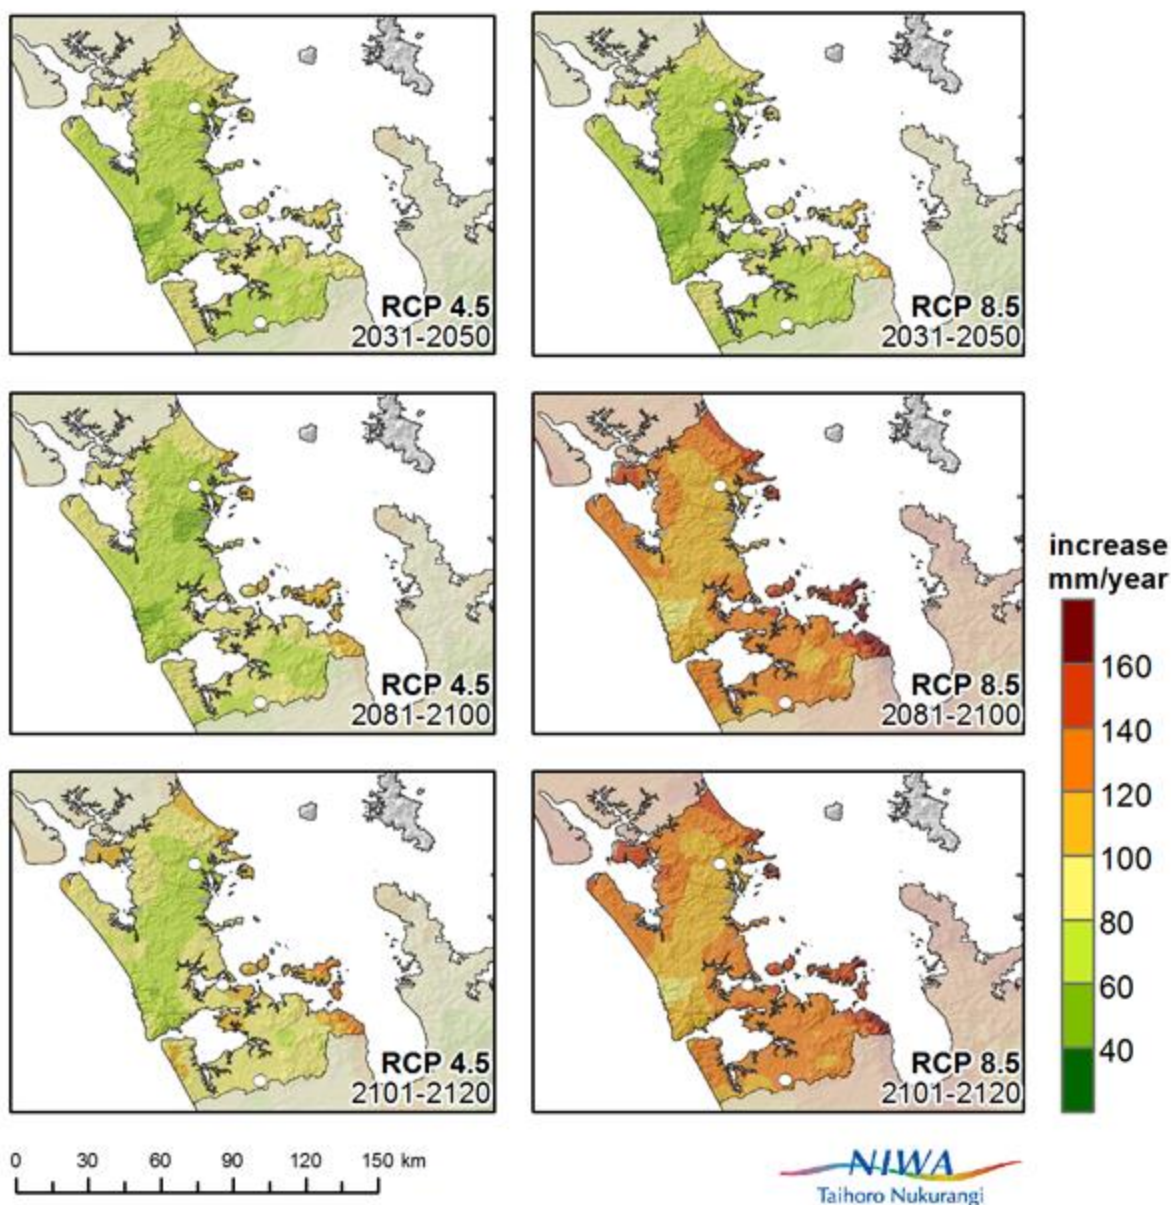 RCP 4.5
2031-2050
RCP 8.5
2031-2050
RCP 4.5
2081-2100
RCP 8.5
2081-2100
increase
mm/year
160
140
120
100
80
60
40
RCP 4.5
2101-2120
RCP 8.5
2101-2120
0 30 60 90 120 150 km
NIWA
Taihoro Nukurangi